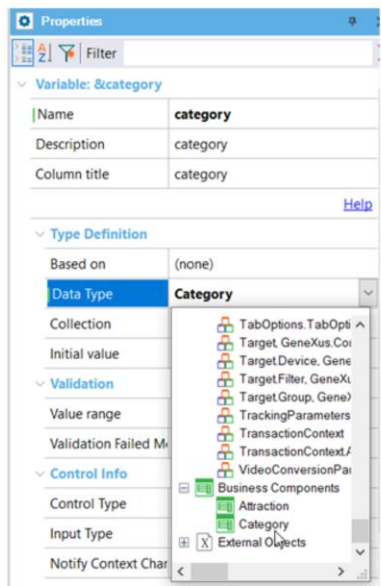 Properties
Filter
Variable: &category
Name category
Description category
Column title category
Help
Type Definition
Based on (none)
Data Type Category
Collection
Initial value
Validation
Value range
Validation Failed M
Control Info
Control Type
Input Type
Notify Context Char
TabOptions.TabOpti
Target, GeneXus.Co
Target.Device, Gene
Target.Filter, GeneXu
Target.Group, GeneX
TrackingParameters
TransactionContext
TransactionContext.A
VideoConversionPar
Business Components
Attraction
Category
External Objects